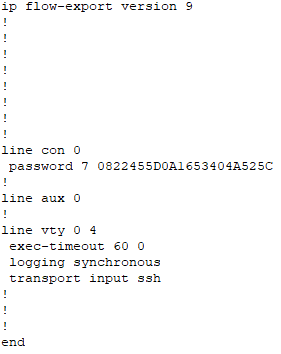 ip flow-export version 9
!
!
!
!
!
!
!
!
line con 0
 password 7 0822455D0A1653404A525C
!
line aux 0
!
line vty 0 4
 exec-timeout 60 0
 logging synchronous
 transport input ssh
!
!
!
end